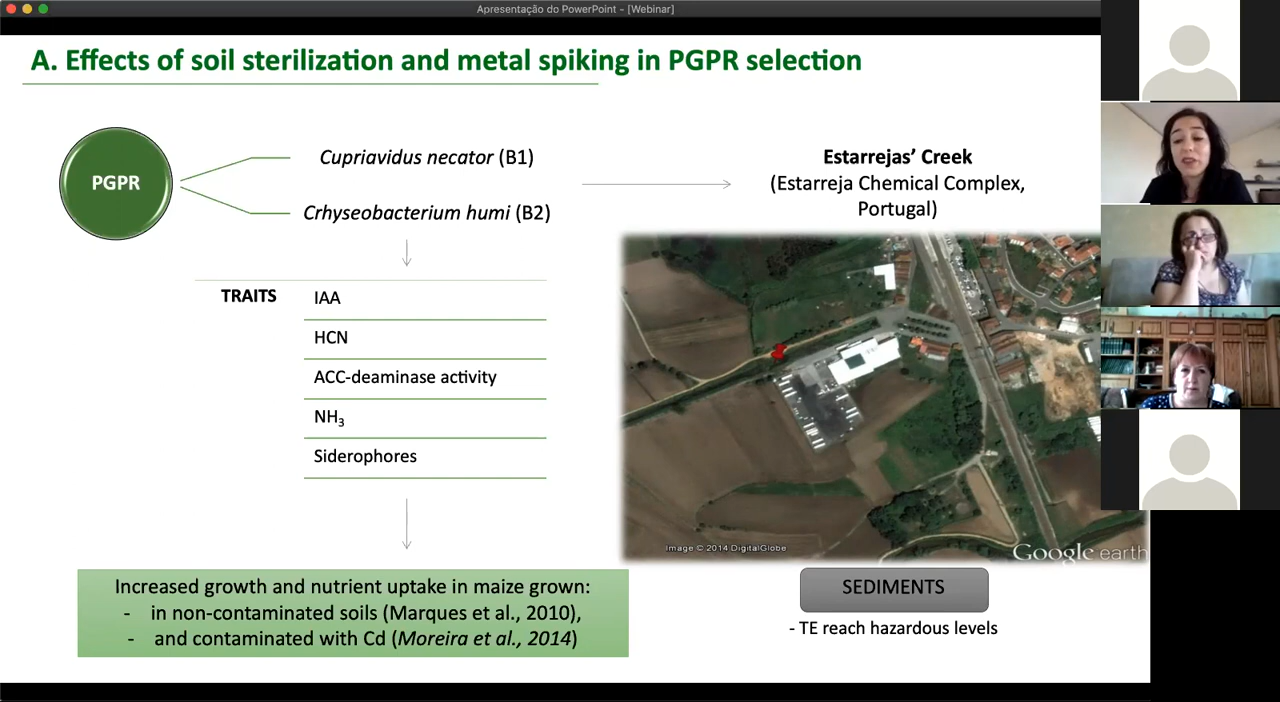 Apresentação do PowerPoint - [Webinar]
A. Effects of soil sterilization and metal spiking in PGPR selection
PGPR
Cupriavidus necator (B1)
Crhyseobacterium humi (B2)
Estarrejas’ Creek
(Estarreja Chemical Complex,
Portugal)
TRAITS
IAA
HCN
ACC-deaminase activity
NH₃
Siderophores
Image © 2014 DigitalGlobe
Google earth
Increased growth and nutrient uptake in maize grown:
- in non-contaminated soils (Marques et al., 2010),
- and contaminated with Cd (Moreira et al., 2014)
SEDIMENTS
- TE reach hazardous levels